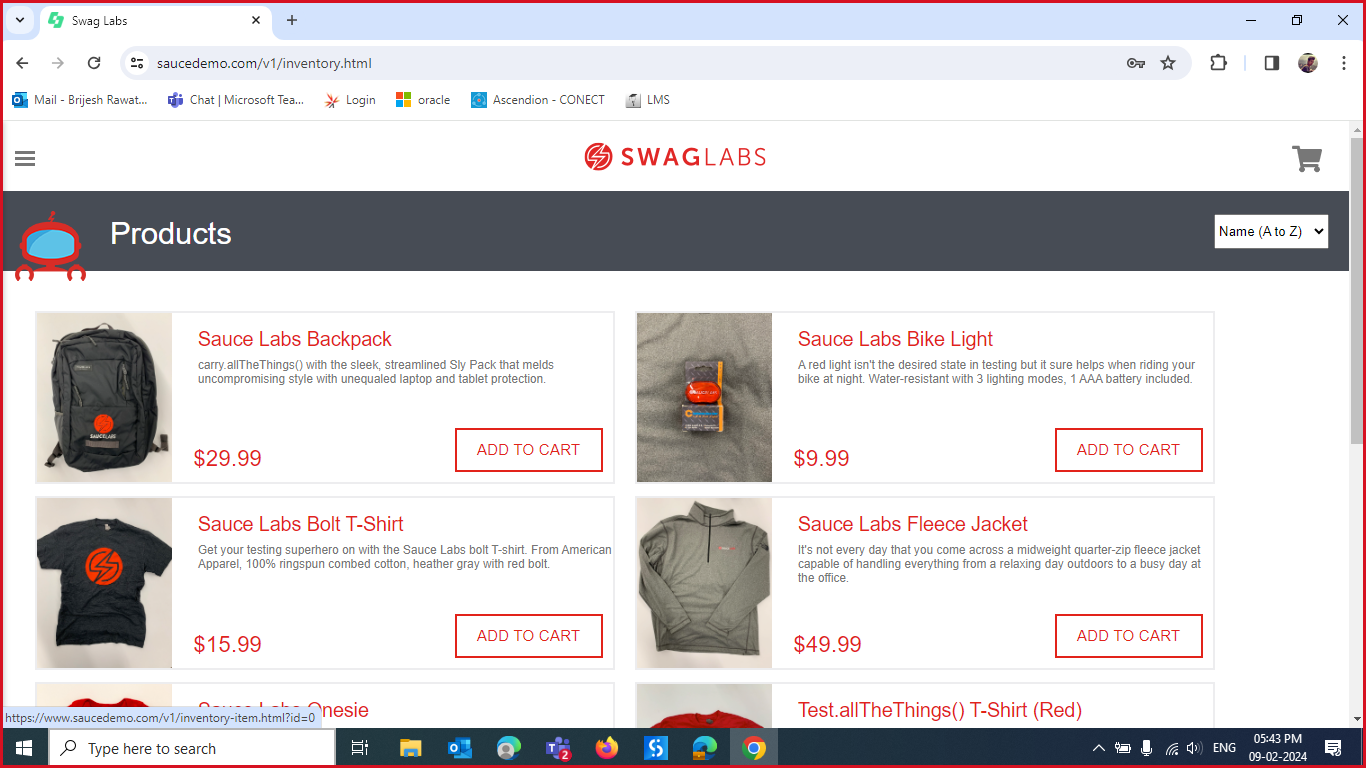 Swag Labs
saucedemo.com/v1/inventory.html
Mail - Brijesh Rawat...
Chat | Microsoft Tea...
Login
oracle
Ascendion - CONECT
LMS
SWAGLABS
Products
Name (A to Z)
Sauce Labs Backpack
carry.allTheThings() with the sleek, streamlined Sly Pack that melds
uncompromising style with unequaled laptop and tablet protection.
$29.99
ADD TO CART
Sauce Labs Bike Light
A red light isn't the desired state in testing but it sure helps when riding your
bike at night. Water-resistant with 3 lighting modes, 1 AAA battery included.
$9.99
ADD TO CART
Sauce Labs Bolt T-Shirt
Get your testing superhero on with the Sauce Labs bolt T-shirt. From American
Apparel, 100% ringspun combed cotton, heather gray with red bolt.
$15.99
ADD TO CART
Sauce Labs Fleece Jacket
It's not every day that you come across a midweight quarter-zip fleece jacket
capable of handling everything from a relaxing day outdoors to a busy day at
the office.
$49.99
ADD TO CART
Sauce Labs Onesie
Test.allTheThings() T-Shirt (Red)
https://www.saucedemo.com/v1/inventory-item.html?id=0
Type here to search
2
ENG
05:43 PM
09-02-2024